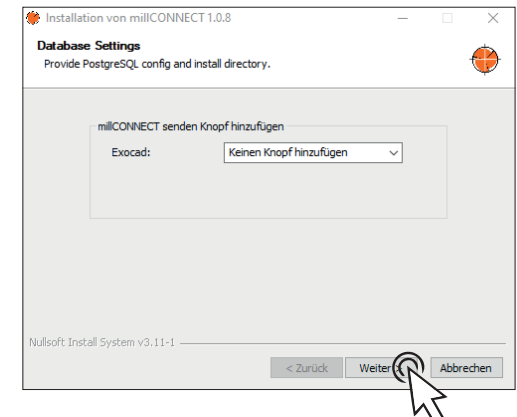 Installation von millCONNECT 1.0.8
Database Settings
Provide PostgreSQL config and install directory.
millCONNECT senden Knopf hinzufügen
Exocad: Keinen Knopf hinzufügen
Nullsoft Install System v3.11-1
< Zurück Weiter > Abbrechen